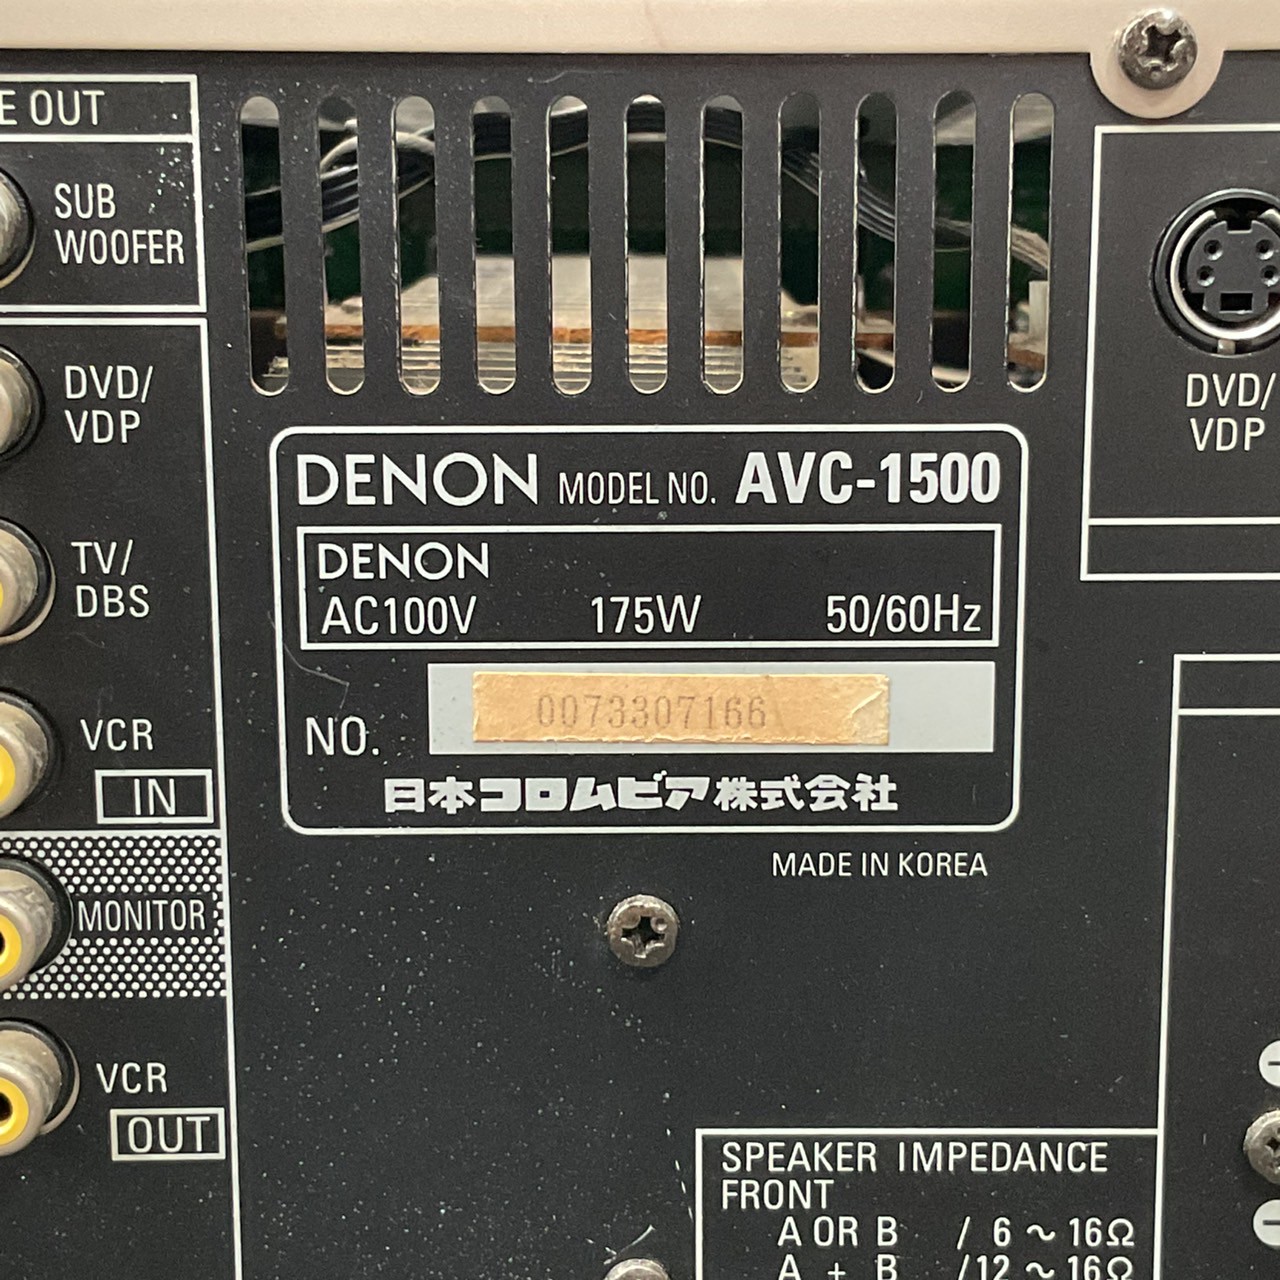 E OUT
SUB
WOOFER
DVD/
VDP
TV/
DBS
VCR
IN
MONITOR
VCR
OUT
DENON MODEL NO. AVC-1500
DENON
AC100V 175W 50/60Hz
NO. 0073307166
日本コロムビア株式会社
MADE IN KOREA
DVD/
VDP
SPEAKER IMPEDANCE
FRONT
A OR B / 6 ~ 16Ω
A + B /12 ~ 16Ω